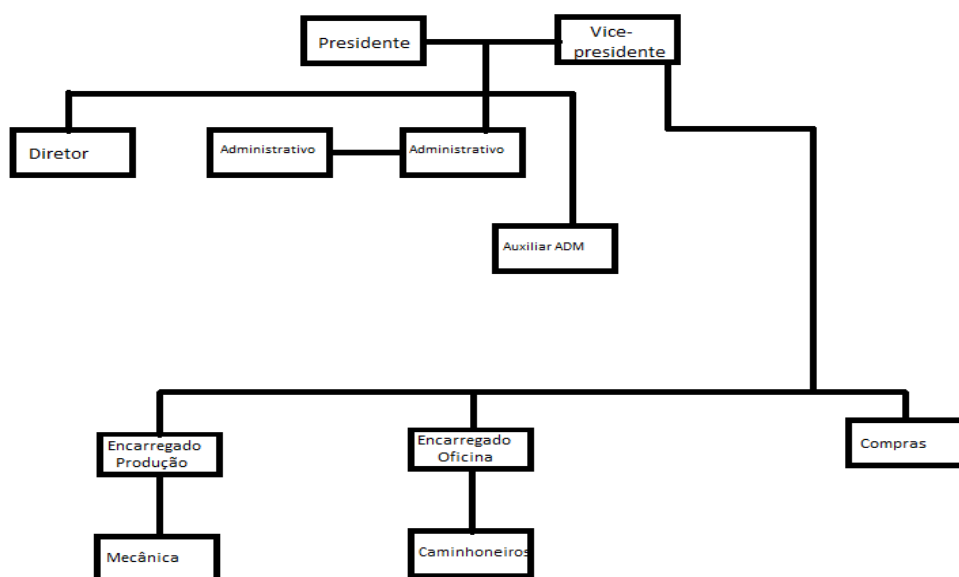 Presidente
Vice-
presidente
Diretor
Administrativo
Administrativo
Auxiliar ADM
Encarregado
Produção
Encarregado
Oficina
Compras
Mecânica
Caminhoneiros